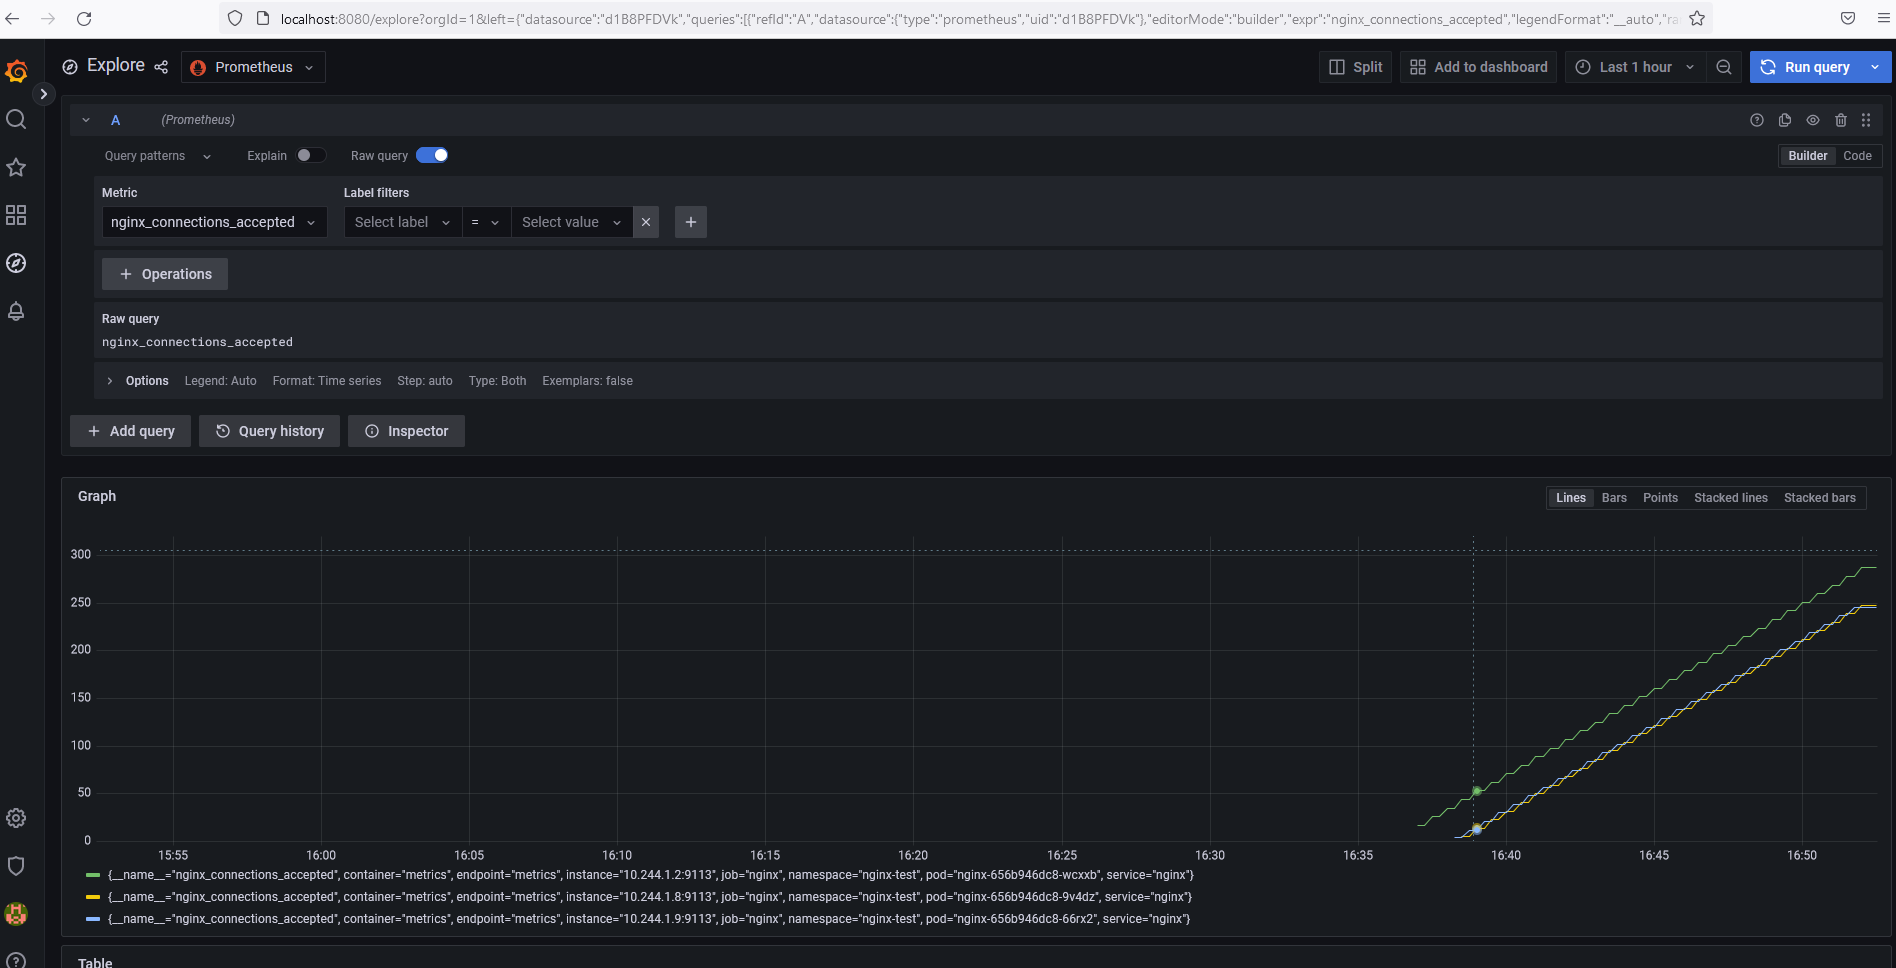 localhost:8080/explore?orgId=1&left={"datasource":"d1B8PFDVk","queries":[{"refId":"A","datasource":{"type":"prometheus","uid":"d1B8PFDVk"},"editorMode":"builder","expr":"nginx_connections_accepted","legendFormat":"__auto","ra
Explore Prometheus Split Add to dashboard Last 1 hour Run query
A (Prometheus)
Query patterns Explain Raw query Builder Code
Metric Label filters
nginx_connections_accepted Select label = Select value
+ Operations
Raw query
nginx_connections_accepted
Options Legend: Auto Format: Time series Step: auto Type: Both Exemplars: false
+ Add query Query history Inspector
Graph Lines Bars Points Stacked lines Stacked bars
300
250
200
150
100
50
0
15:55 16:00 16:05 16:10 16:15 16:20 16:25 16:30 16:35 16:40 16:45 16:50
{__name__="nginx_connections_accepted", container="metrics", endpoint="metrics", instance="10.244.1.2:9113", job="nginx", namespace="nginx-test", pod="nginx-656b946dc8-wcxxb", service="nginx"}
{__name__="nginx_connections_accepted", container="metrics", endpoint="metrics", instance="10.244.1.8:9113", job="nginx", namespace="nginx-test", pod="nginx-656b946dc8-9v4dz", service="nginx"}
{__name__="nginx_connections_accepted", container="metrics", endpoint="metrics", instance="10.244.1.9:9113", job="nginx", namespace="nginx-test", pod="nginx-656b946dc8-66rx2", service="nginx"}
Table